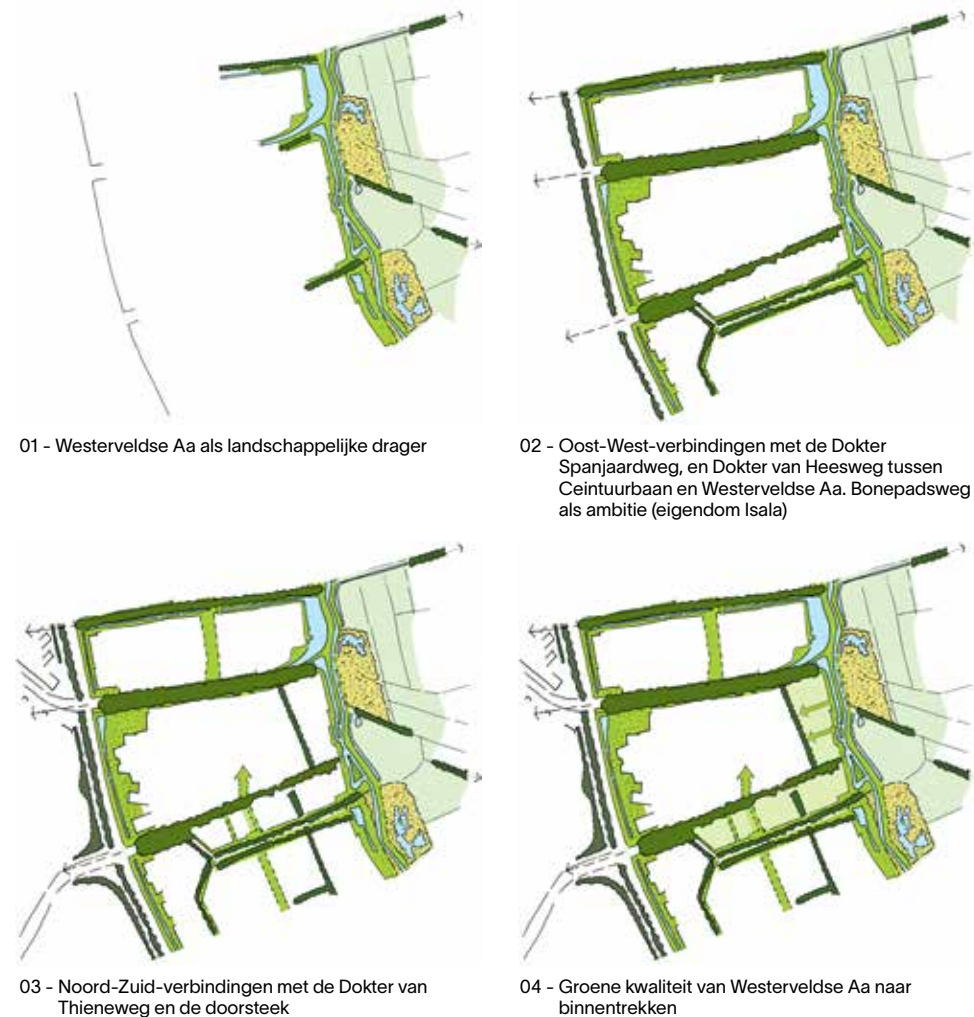 01 - Westerveldse Aa als landschappelijke drager
02 - Oost-West-verbindingen met de Dokter
Spanjaardweg, en Dokter van Heesweg tussen
Ceintuurbaan en Westerveldse Aa. Bonepadsweg
als ambitie (eigendom Isala)
03 - Noord-Zuid-verbindingen met de Dokter van
Thieneweg en de doorsteek
04 - Groene kwaliteit van Westerveldse Aa naar
binnentrekken